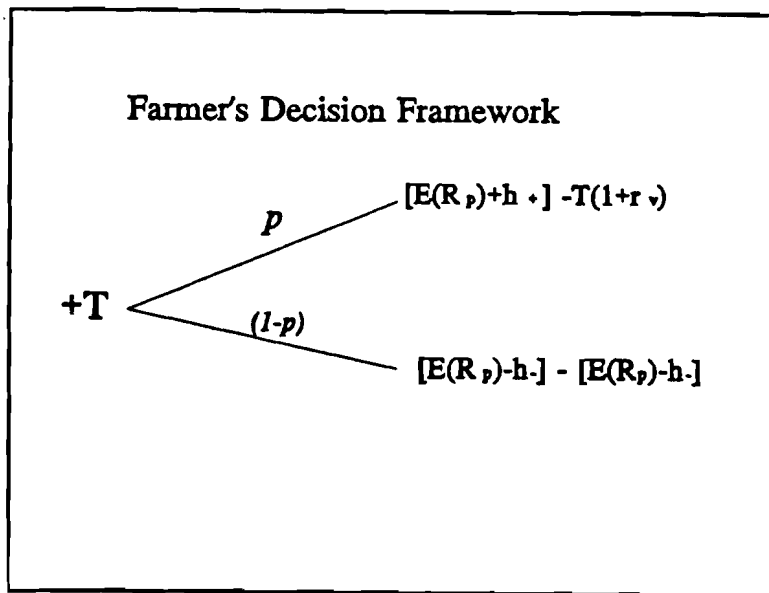 Farmer's Decision Framework
[E(R p)+h +] -T(1+r v)
p
+T
(1-p)
[E(R p)-h-] - [E(Rp)-h-]